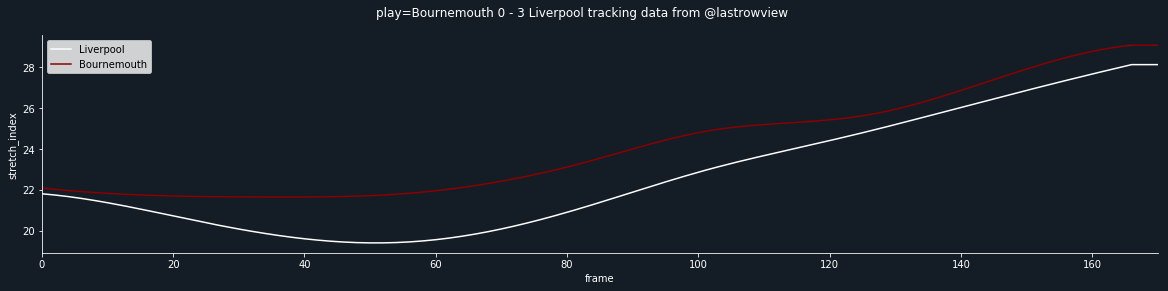 play=Bournemouth 0 - 3 Liverpool tracking data from @lastrowview
Liverpool
Bournemouth
stretch_index
28
26
24
22
20
0 20 40 60 80 100 120 140 160
frame